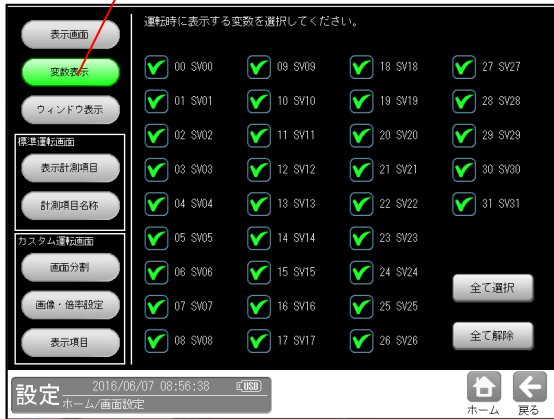 運転時に表示する変数を選択してください。
表示画面
変数表示
ウィンドウ表示
標準運転画面
表示計測項目
計測項目名称
カスタム運転画面
画面分割
画像・倍率設定
表示項目
00 SV00
01 SV01
02 SV02
03 SV03
04 SV04
05 SV05
06 SV06
07 SV07
08 SV08
09 SV09
10 SV10
11 SV11
12 SV12
13 SV13
14 SV14
15 SV15
16 SV16
17 SV17
18 SV18
19 SV19
20 SV20
21 SV21
22 SV22
23 SV23
24 SV24
25 SV25
26 SV26
27 SV27
28 SV28
29 SV29
30 SV30
31 SV31
全て選択
全て解除
設定
2016/06/07 08:56:38 USB
ホーム/画面設定
ホーム
戻る